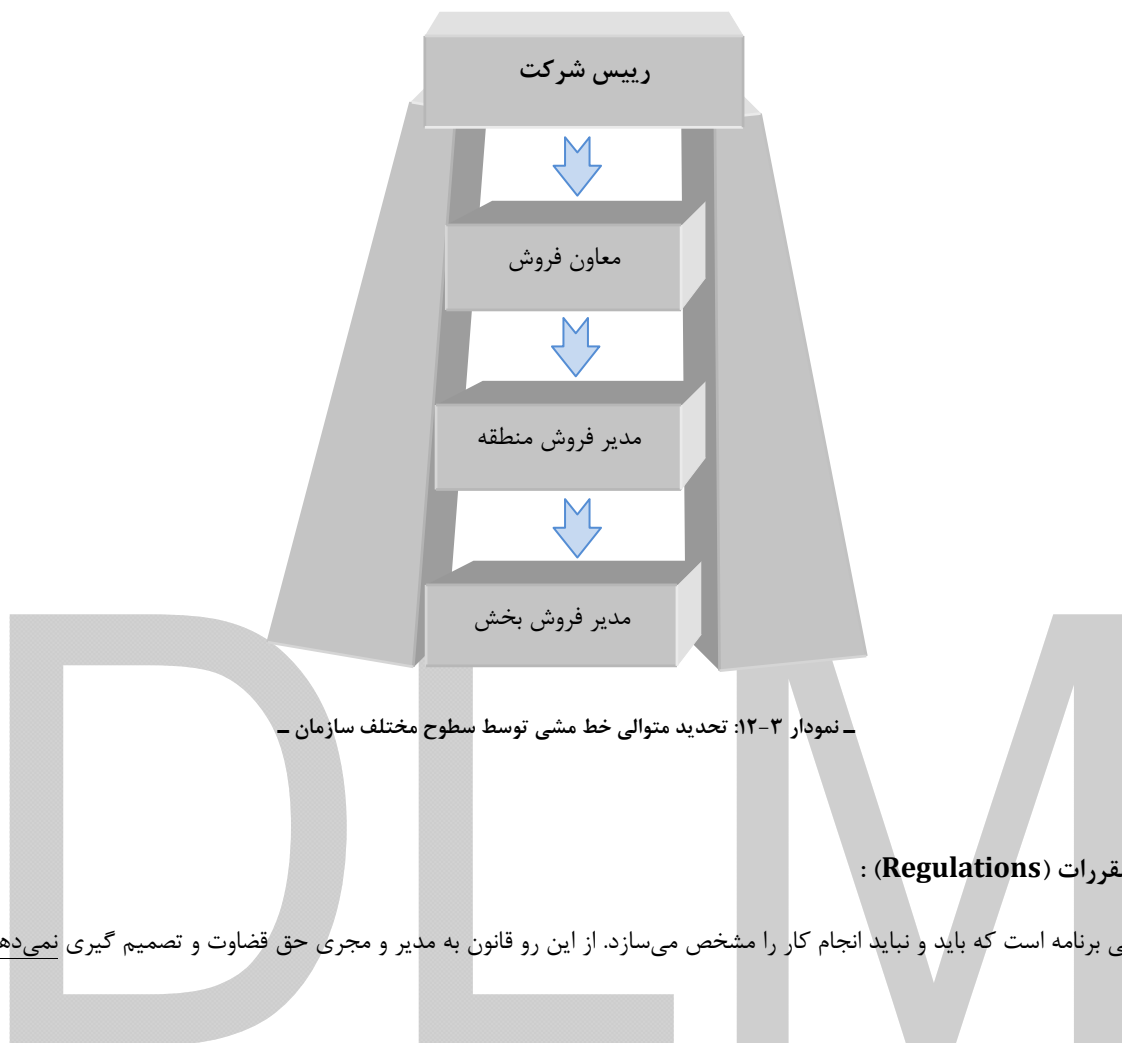 رییس شرکت
معاون فروش
مدیر فروش منطقه
مدیر فروش بخش
ـ نمودار ۳-۱۲: تحدید متوالی خط مشی توسط سطوح مختلف سازمان ـ
(Regulations) :
برنامه است که باید و نباید انجام کار را مشخص می‌سازد. از این رو قانون به مدیر و مجری حق قضاوت و تصمیم گیری
DLM